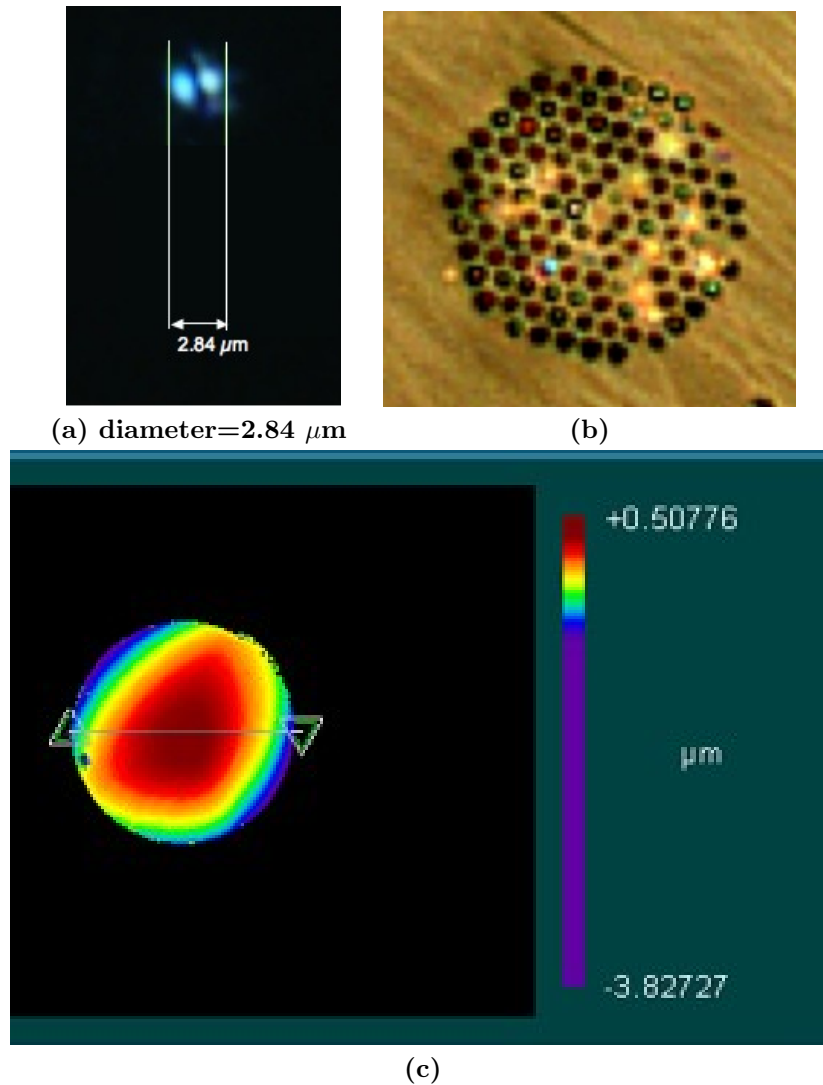 2.84 μm
(a) diameter=2.84 μm
(b)
+0.50776
μm
-3.82727
(c)